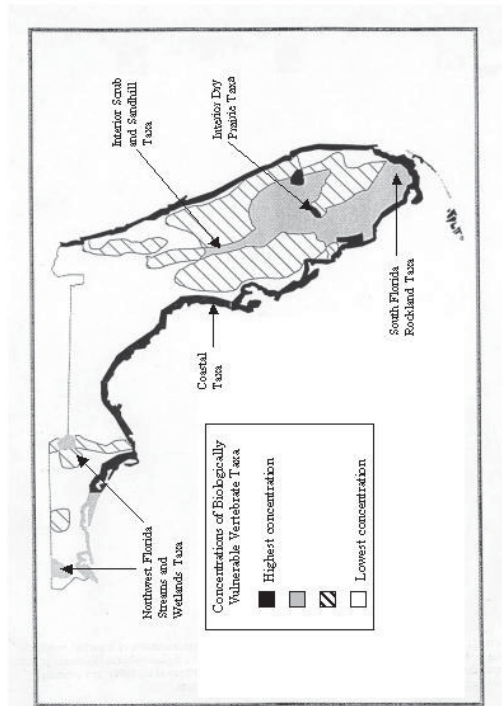 Interior Scrub
and Sandhill
Taxa
Interior Dry
Prairie Taxa
Coastal
Taxa
South Florida
Rockland Taxa
Northwest Florida
Streams and
Wetlands Taxa
Concentrations of Biologically
Vulnerable Vertebrate Taxa
Highest concentration
Lowest concentration